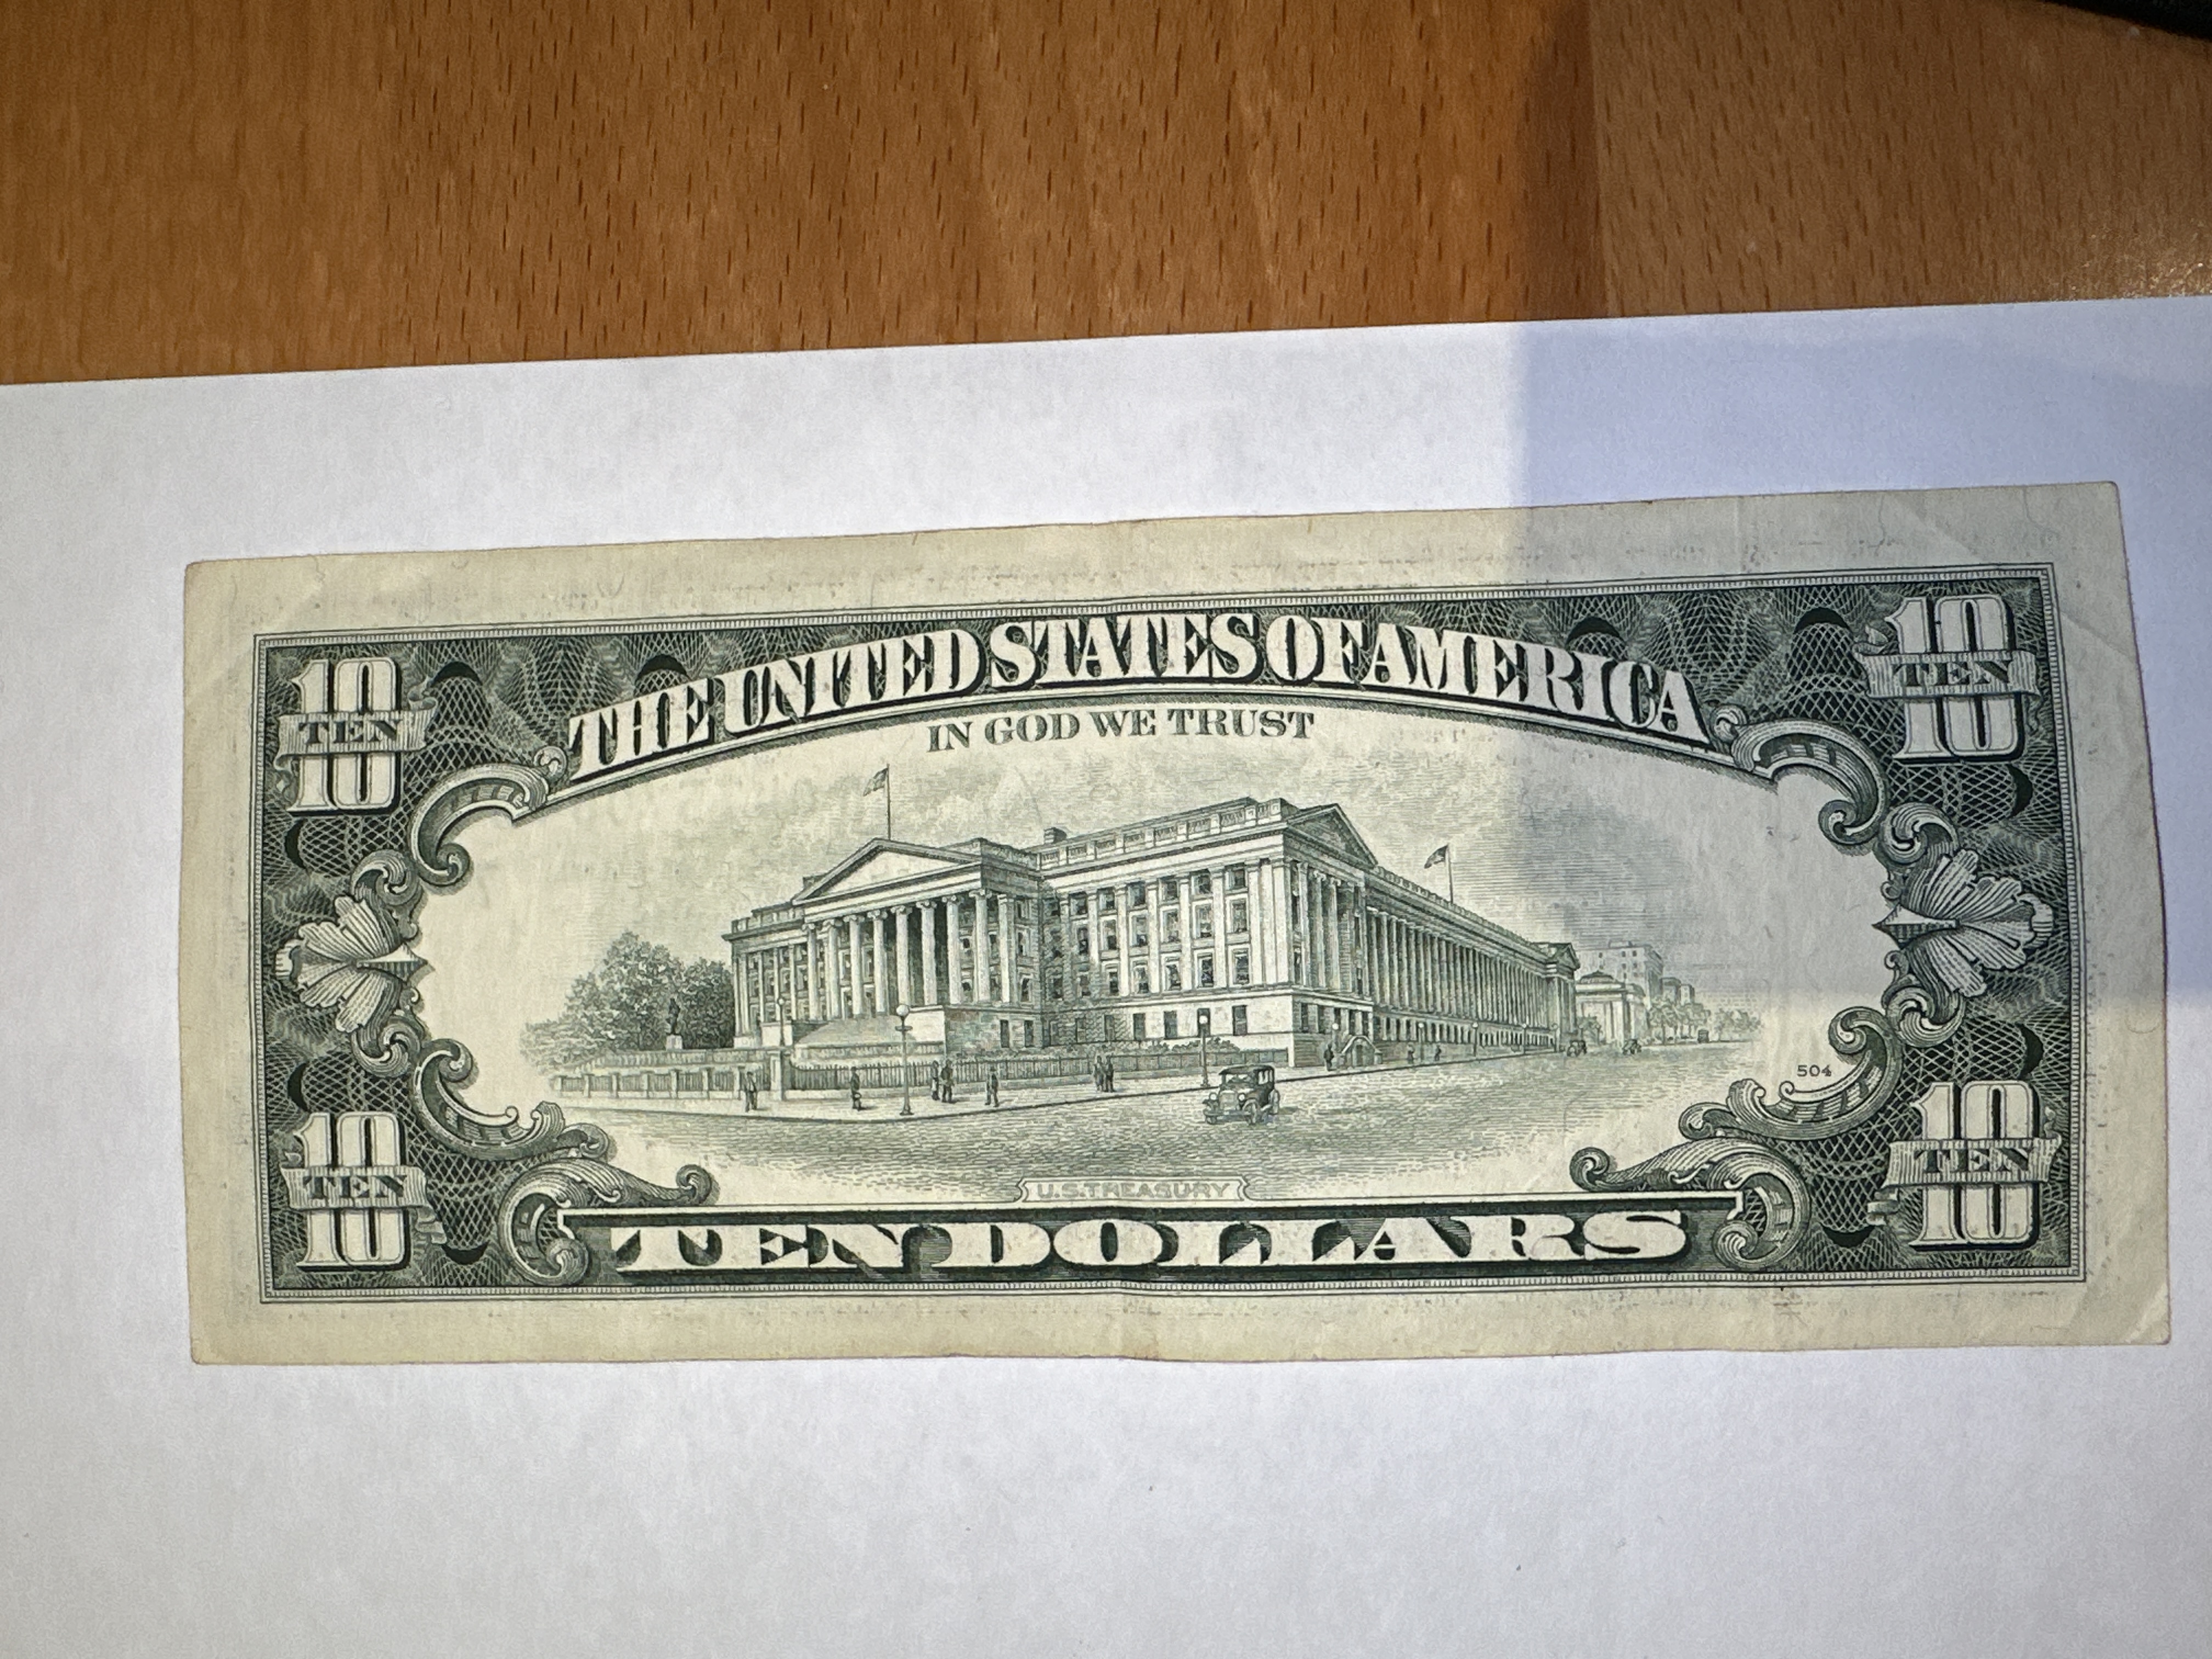 THE UNITED STATES OF AMERICA
10 TEN 10
10 TEN 10
IN GOD WE TRUST
504
10 TEN 10
10 TEN 10
U.S. TREASURY
TEN DOLLARS